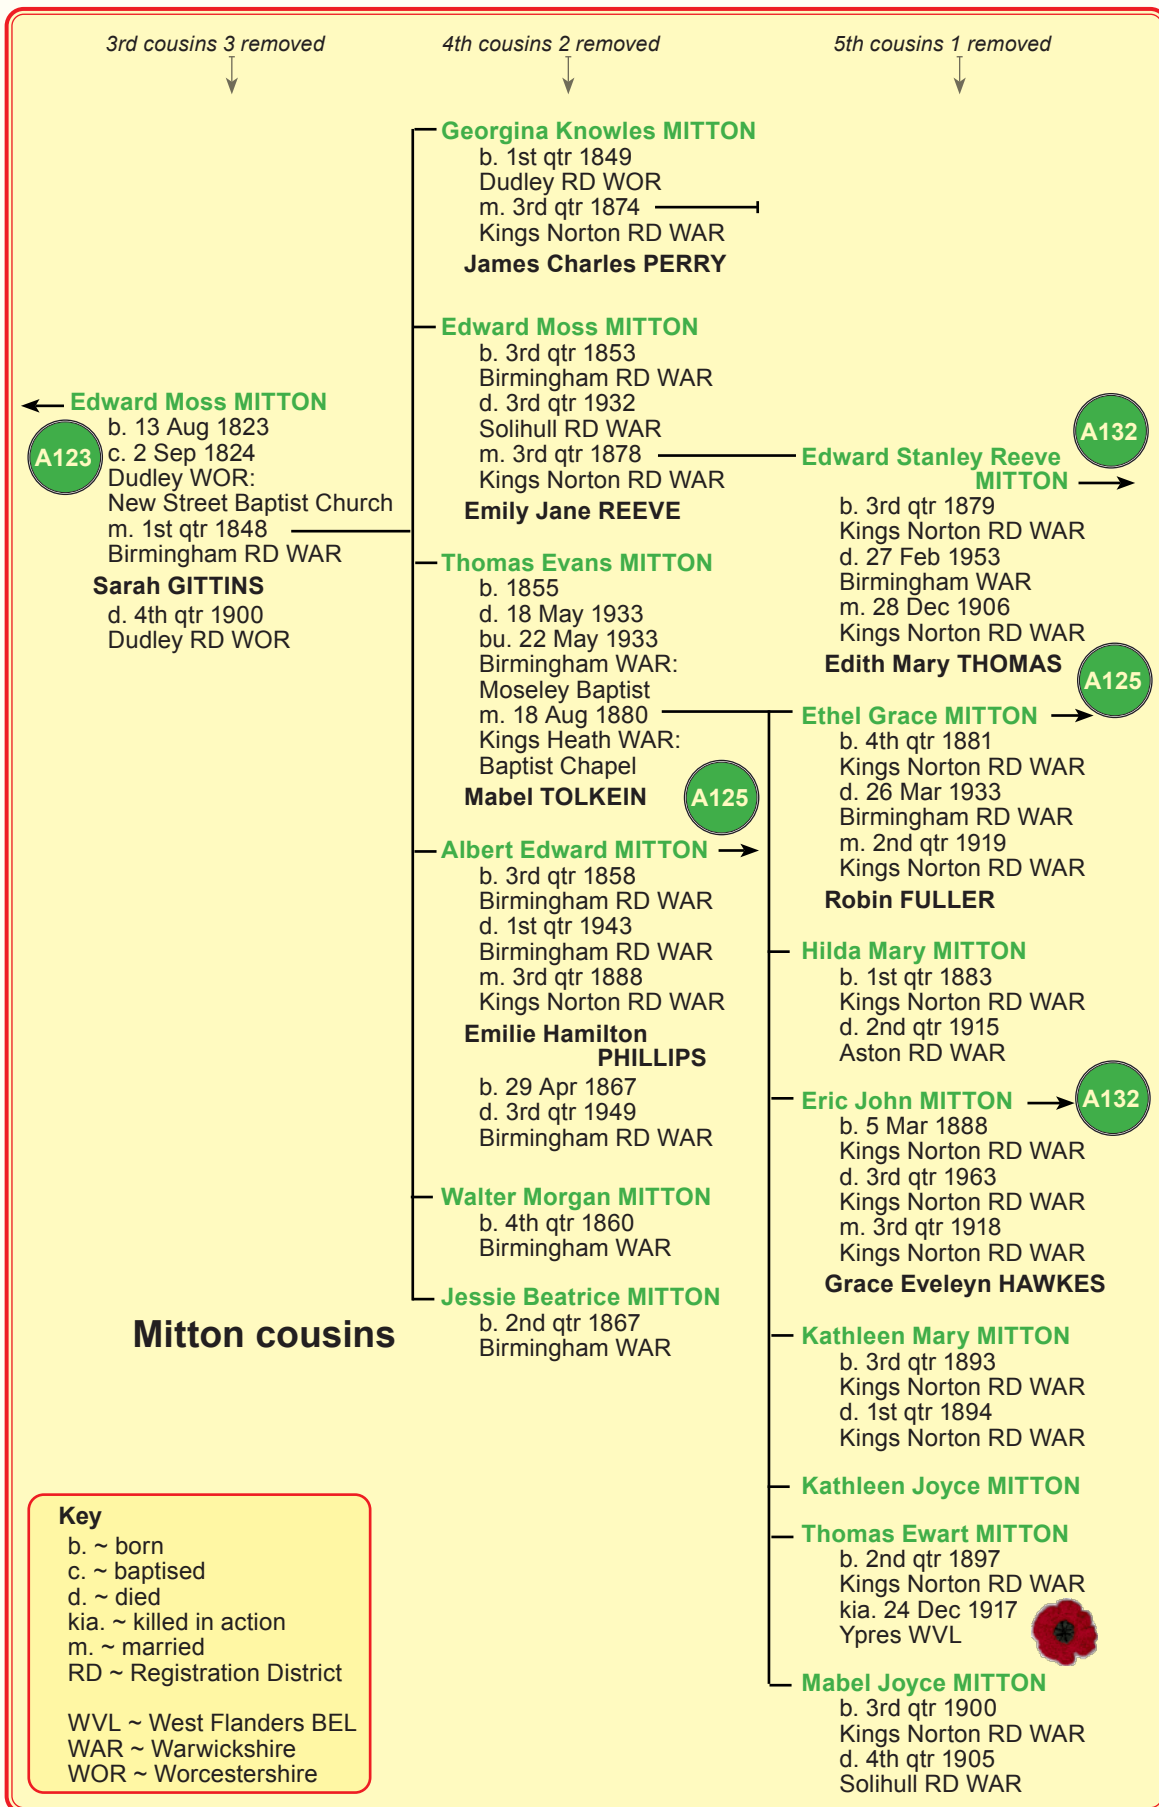 3rd cousins 3 removed
4th cousins 2 removed
5th cousins 1 removed
Edward Moss MITTON
A123
b. 13 Aug 1823
c. 2 Sep 1824
Dudley WOR:
New Street Baptist Church
m. 1st qtr 1848
Birmingham RD WAR
Sarah GITTINS
d. 4th qtr 1900
Dudley RD WOR
Georgina Knowles MITTON
b. 1st qtr 1849
Dudley RD WOR
m. 3rd qtr 1874
Kings Norton RD WAR
James Charles PERRY
Edward Moss MITTON
b. 3rd qtr 1853
Birmingham RD WAR
d. 3rd qtr 1932
Solihull RD WAR
m. 3rd qtr 1878
Kings Norton RD WAR
Emily Jane REEVE
Thomas Evans MITTON
b. 1855
d. 18 May 1933
bu. 22 May 1933
Birmingham WAR:
Moseley Baptist
m. 18 Aug 1880
Kings Heath WAR:
Baptist Chapel
Mabel TOLKEIN
A125
Albert Edward MITTON
b. 3rd qtr 1858
Birmingham RD WAR
d. 1st qtr 1943
Birmingham RD WAR
m. 3rd qtr 1888
Kings Norton RD WAR
Emilie Hamilton
PHILLIPS
b. 29 Apr 1867
d. 3rd qtr 1949
Birmingham RD WAR
Walter Morgan MITTON
b. 4th qtr 1860
Birmingham WAR
Jessie Beatrice MITTON
b. 2nd qtr 1867
Birmingham WAR
A132
Edward Stanley Reeve
MITTON
b. 3rd qtr 1879
Kings Norton RD WAR
d. 27 Feb 1953
Birmingham WAR
m. 28 Dec 1906
Kings Norton RD WAR
Edith Mary THOMAS
A125
Ethel Grace MITTON
b. 4th qtr 1881
Kings Norton RD WAR
d. 26 Mar 1933
Birmingham RD WAR
m. 2nd qtr 1919
Kings Norton RD WAR
Robin FULLER
Hilda Mary MITTON
b. 1st qtr 1883
Kings Norton RD WAR
d. 2nd qtr 1915
Aston RD WAR
Eric John MITTON
A132
b. 5 Mar 1888
Kings Norton RD WAR
d. 3rd qtr 1963
Kings Norton RD WAR
m. 3rd qtr 1918
Kings Norton RD WAR
Grace Eveleyn HAWKES
Kathleen Mary MITTON
b. 3rd qtr 1893
Kings Norton RD WAR
d. 1st qtr 1894
Kings Norton RD WAR
Kathleen Joyce MITTON
Thomas Ewart MITTON
b. 2nd qtr 1897
Kings Norton RD WAR
kia. 24 Dec 1917
Ypres WVL
Mabel Joyce MITTON
b. 3rd qtr 1900
Kings Norton RD WAR
d. 4th qtr 1905
Solihull RD WAR
Mitton cousins
Key
b. ~ born
c. ~ baptised
d. ~ died
kia. ~ killed in action
m. ~ married
RD ~ Registration District
WVL ~ West Flanders BEL
WAR ~ Warwickshire
WOR ~ Worcestershire